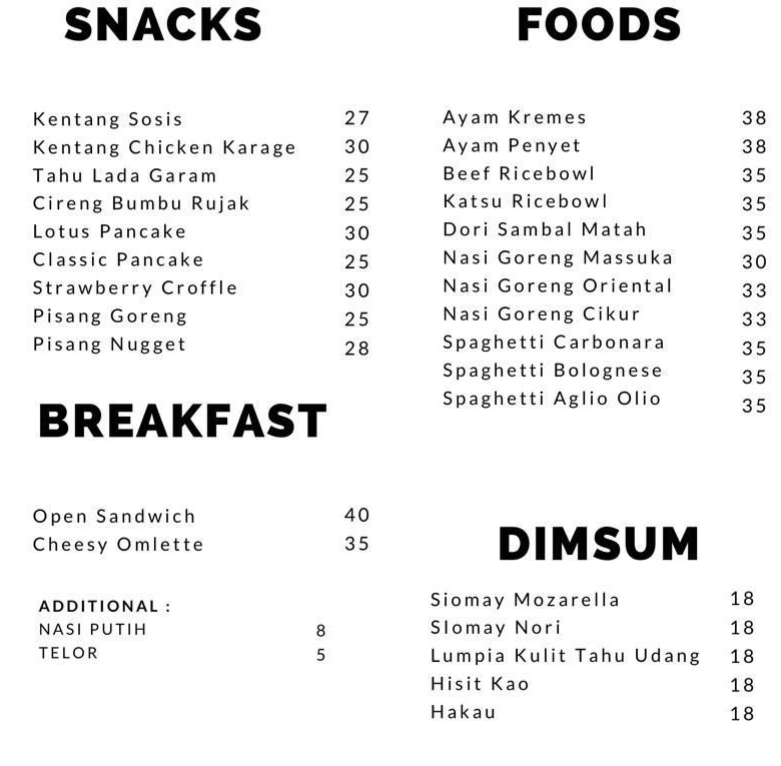 SNACKS
Kentang Sosis 27
Kentang Chicken Karage 30
Tahu Lada Garam 25
Cireng Bumbu Rujak 25
Lotus Pancake 30
Classic Pancake 25
Strawberry Croffle 30
Pisang Goreng 25
Pisang Nugget 28
BREAKFAST
Open Sandwich 40
Cheesy Omlette 35
ADDITIONAL :
NASI PUTIH 8
TELOR 5
FOODS
Ayam Kremes 38
Ayam Penyet 38
Beef Ricebowl 35
Katsu Ricebowl 35
Dori Sambal Matah 35
Nasi Goreng Massuka 30
Nasi Goreng Oriental 33
Nasi Goreng Cikur 33
Spaghetti Carbonara 35
Spaghetti Bolognese 35
Spaghetti Aglio Olio 35
DIMSUM
Siomay Mozarella 18
SIomay Nori 18
Lumpia Kulit Tahu Udang 18
Hisit Kao 18
Hakau 18